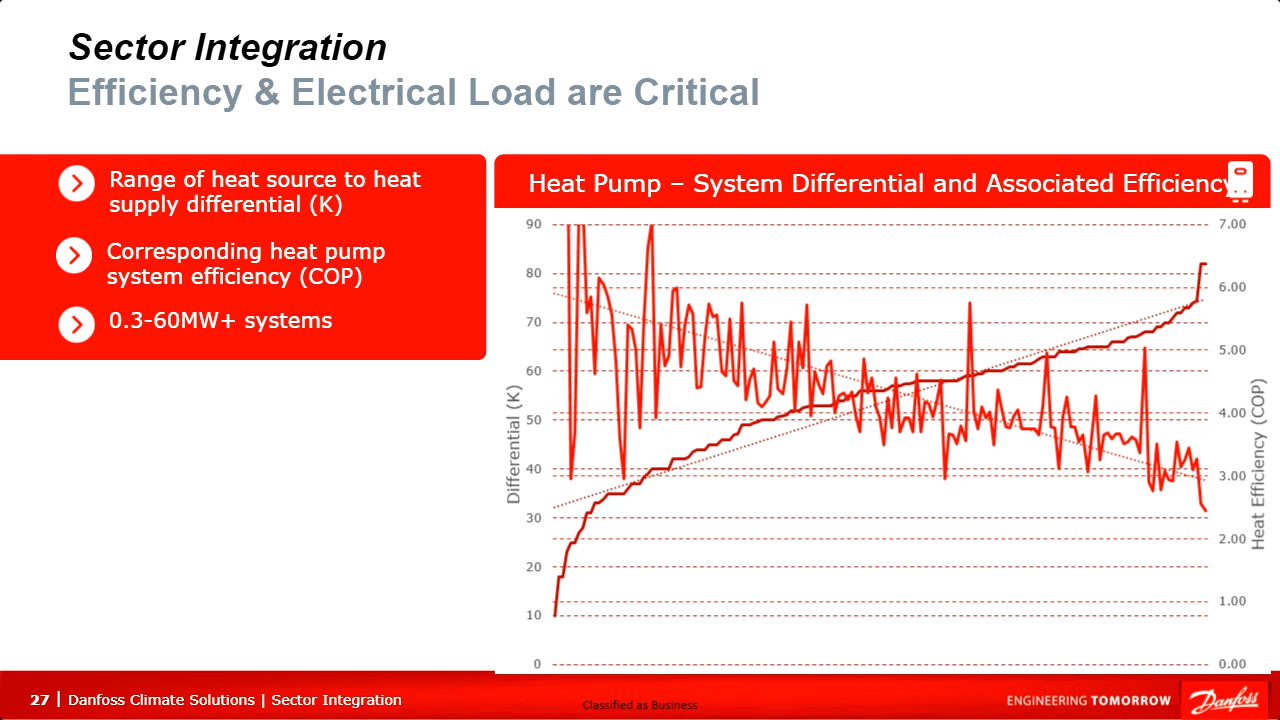 Sector Integration
Efficiency & Electrical Load are Critical
Range of heat source to heat
supply differential (K)
Corresponding heat pump
system efficiency (COP)
0.3-60MW+ systems
Heat Pump – System Differential and Associated Efficiency
90
80
70
60
50
40
30
20
10
0
Differential (K)
7.00
6.00
5.00
4.00
3.00
2.00
1.00
0.00
Heat Efficiency (COP)
27 | Danfoss Climate Solutions | Sector Integration
Classified as Business
ENGINEERING TOMORROW
Danfoss